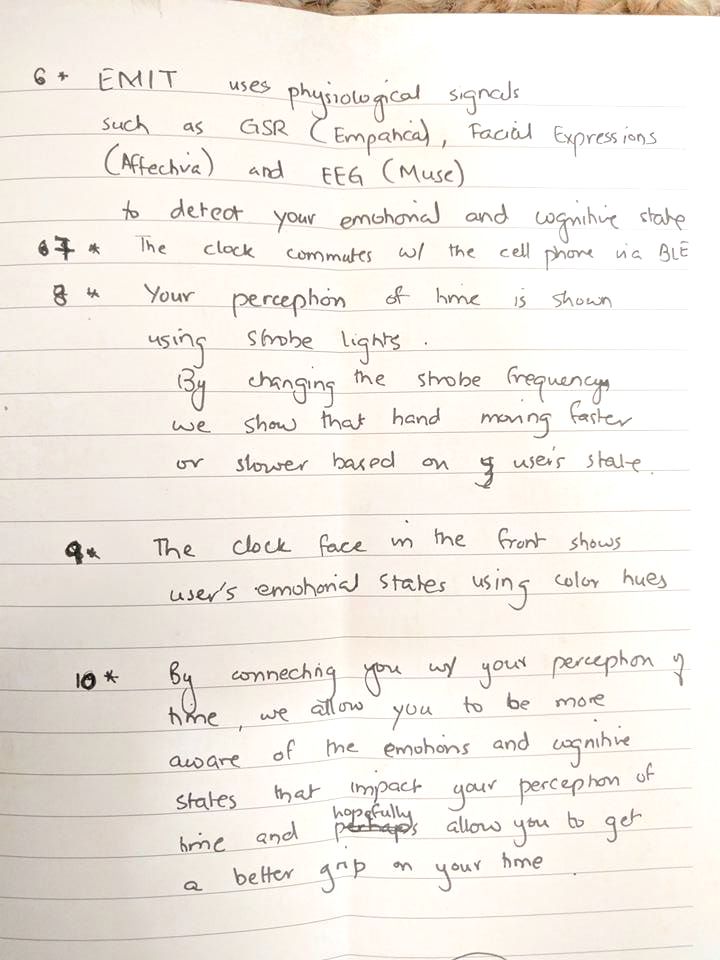 6 * EMIT uses physiological signals
such as GSR (Empatica), Facial Expressions
(Affectiva) and EEG (Muse)
to detect your emotional and cognitive state
7 * The clock commutes w/ the cell phone via BLE
8 * Your perception of time is shown
using strobe lights.
By changing the strobe frequency
we show that hand moving faster
or slower based on user's state.
9 * The clock face in the front shows
user's emotional states using color hues
10 * By connecting you w/ your perception of
time, we allow you to be more
aware of the emotions and cognitive
states that impact your perception of
hopefully
time and perhaps allow you to get
a better grip on your time.